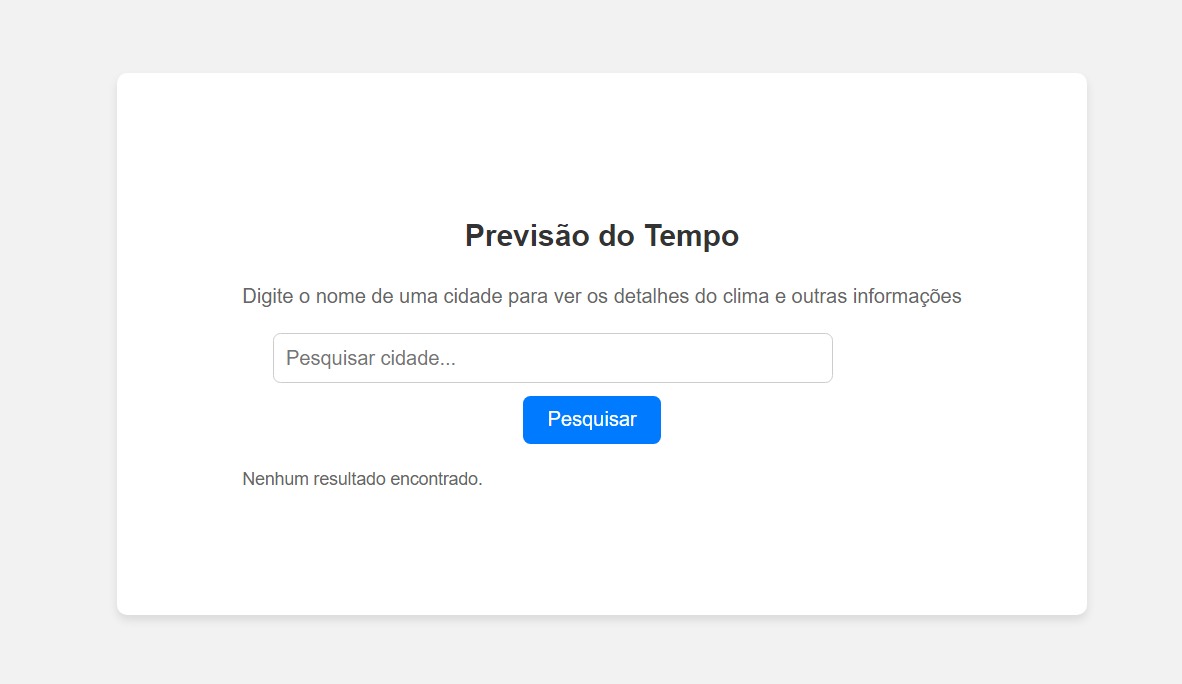 Previsão do Tempo
Digite o nome de uma cidade para ver os detalhes do clima e outras informações
Pesquisar cidade...
Pesquisar
Nenhum resultado encontrado.